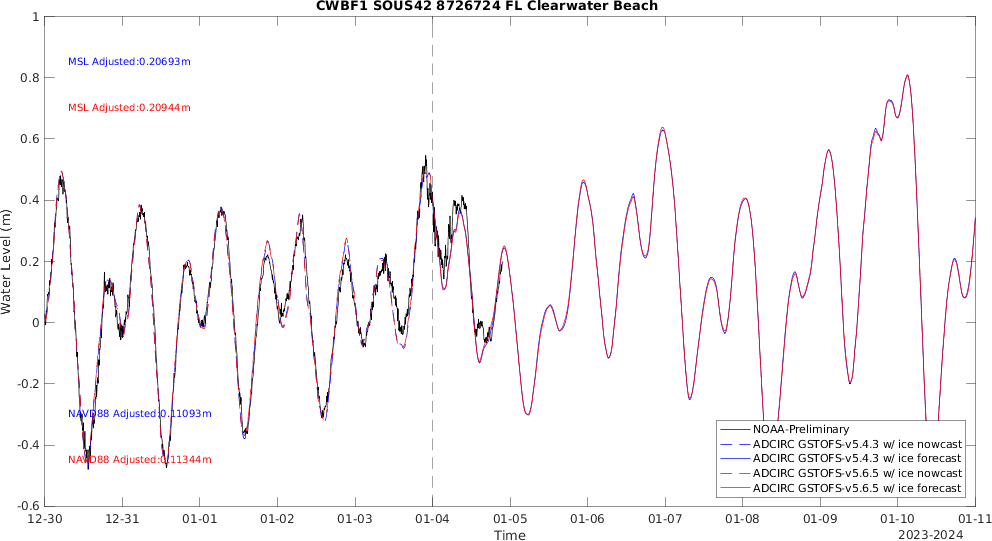 CWBF1 SOUS42 8726724 FL Clearwater Beach
1
0.8
0.6
0.4
0.2
0
-0.2
-0.4
-0.6
Water Level (m)
MSL Adjusted:0.20693m
MSL Adjusted:0.20944m
NAVD88 Adjusted:0.11093m
NAVD88 Adjusted:0.11344m
NOAA-Preliminary
ADCIRC GSTOFS-v5.4.3 w/ ice nowcast
ADCIRC GSTOFS-v5.4.3 w/ ice forecast
ADCIRC GSTOFS-v5.6.5 w/ ice nowcast
ADCIRC GSTOFS-v5.6.5 w/ ice forecast
12-30 12-31 01-01 01-02 01-03 01-04 01-05 01-06 01-07 01-08 01-09 01-10 01-11
Time
2023-2024